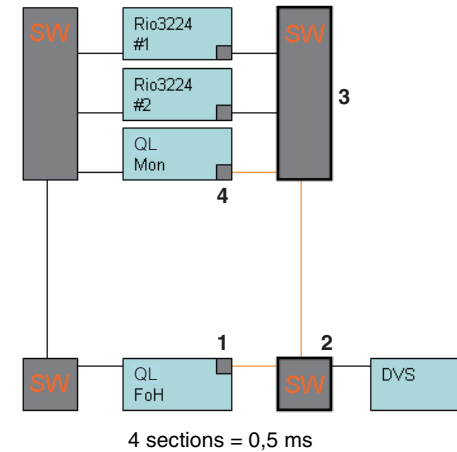 SW
Rio3224
#1
SW
Rio3224
#2
3
QL
Mon
4
1
2
SW
QL
FoH
SW
DVS
4 sections = 0,5 ms